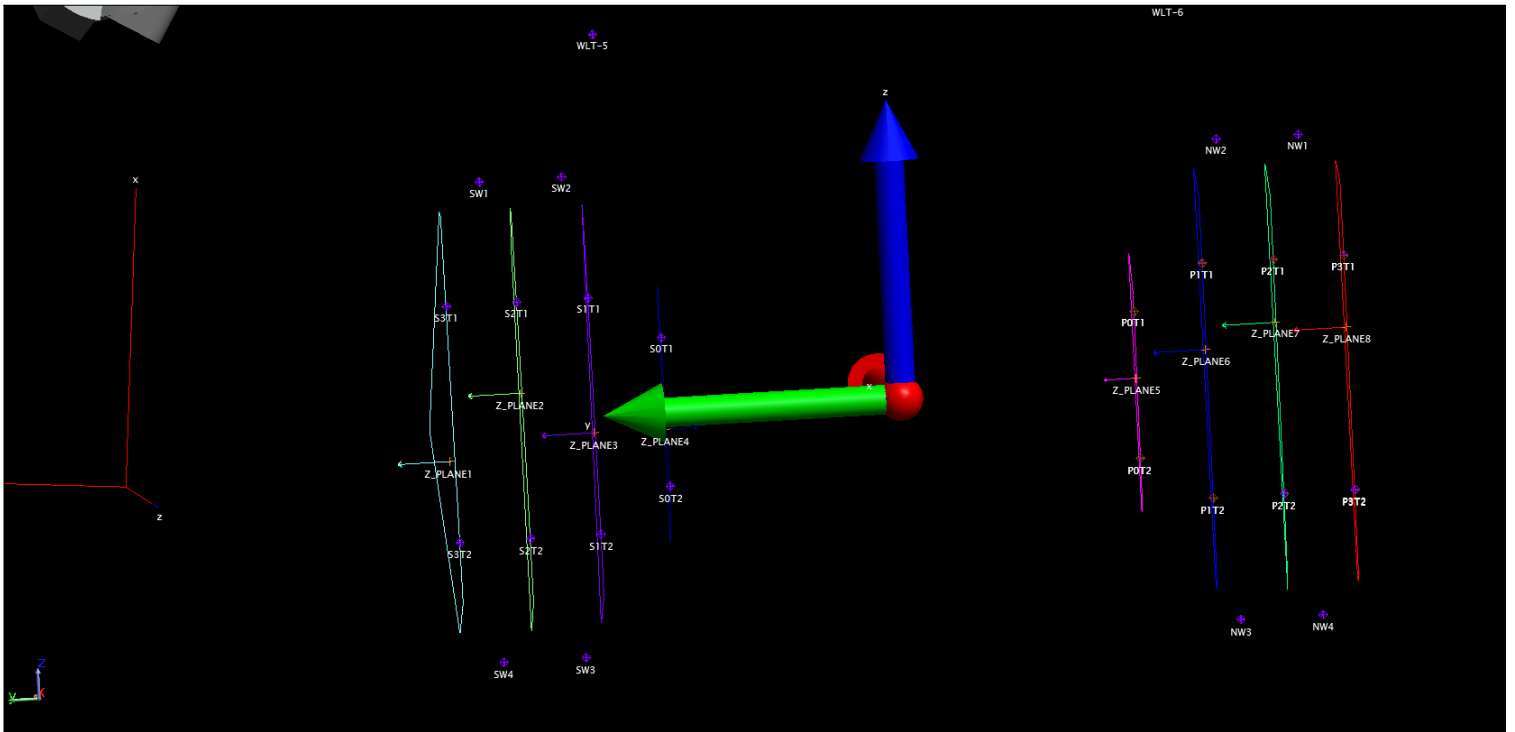 WLT-6
WLT-5
z
NW1
NW2
x
SW2
SW1
P3T1
P2T1
P1T1
S1T1
S2T1
S3T1
P0T1
Z_PLANE7
Z_PLANE8
S0T1
Z_PLANE6
x
Z_PLANE5
Z_PLANE2
y
Z_PLANE4
Z_PLANE3
Z_PLANE1
P0T2
S0T2
P3T2
P2T2
P1T2
z
S1T2
S2T2
S3T2
NW4
NW3
Z
SW3
SW4
Y
X